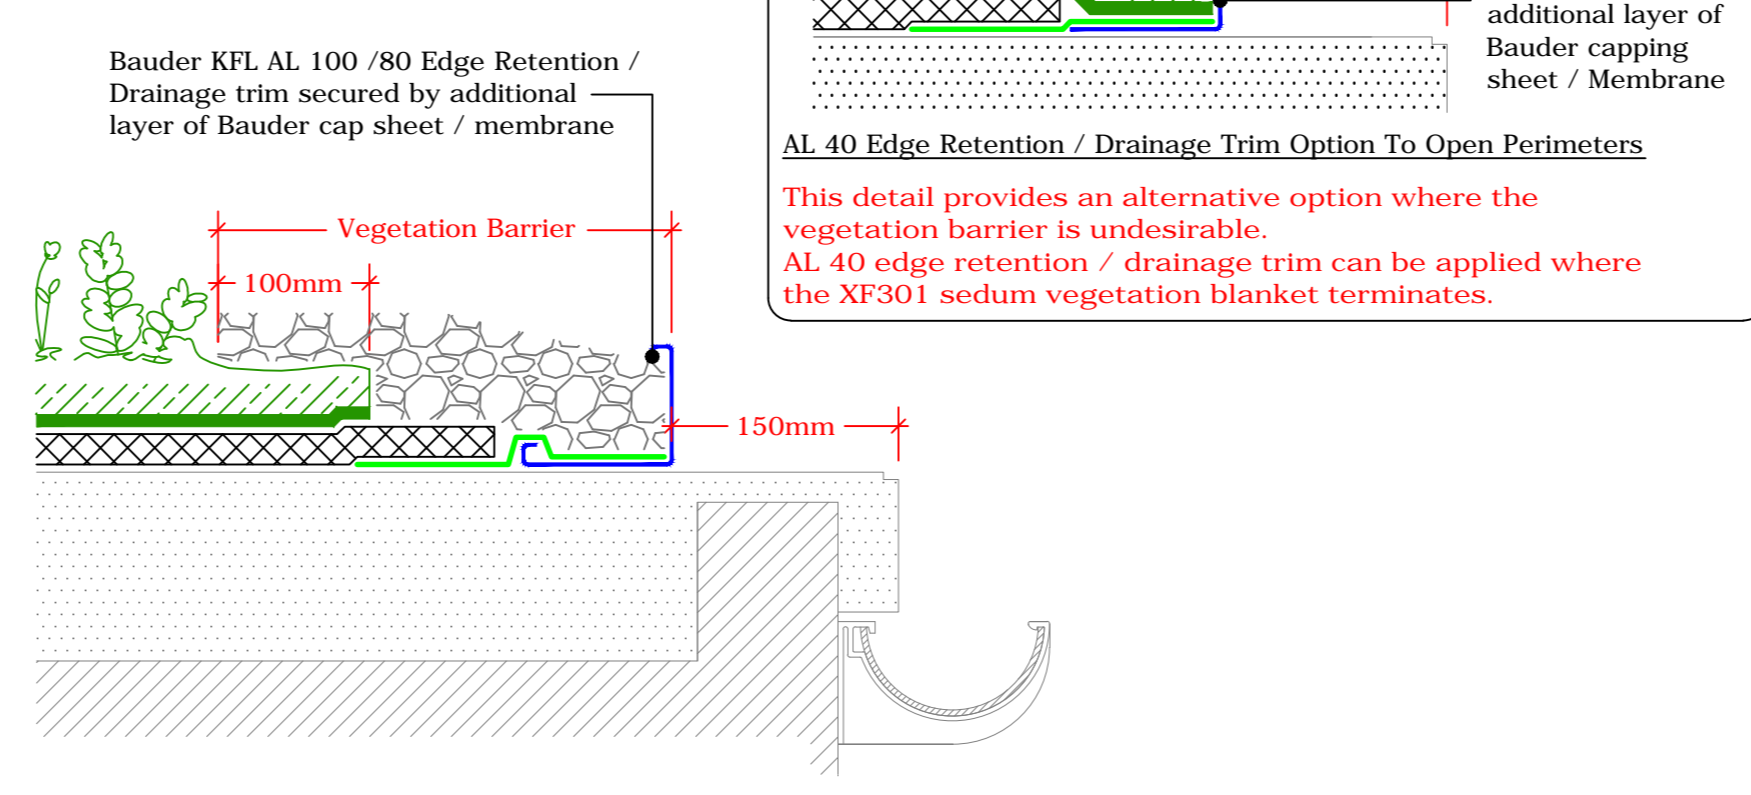 Bauder KFL AL 100 /80 Edge Retention /
Drainage trim secured by additional
layer of Bauder cap sheet / membrane
Vegetation Barrier
100mm
150mm
additional layer of
Bauder capping
sheet / Membrane
AL 40 Edge Retention / Drainage Trim Option To Open Perimeters
This detail provides an alternative option where the
vegetation barrier is undesirable.
AL 40 edge retention / drainage trim can be applied where
the XF301 sedum vegetation blanket terminates.